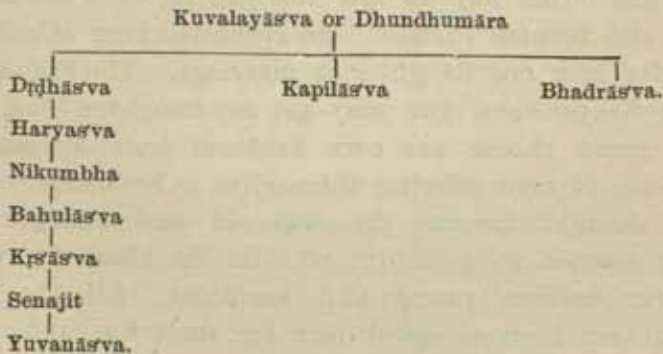 Kuvalayāśva or Dhundhumāra
Dṛḍhāśva Kapilāśva Bhadrāśva.
Haryaśva
Nikumbha
Bahulāśva
Kṛśāśva
Senajit
Yuvanāśva.